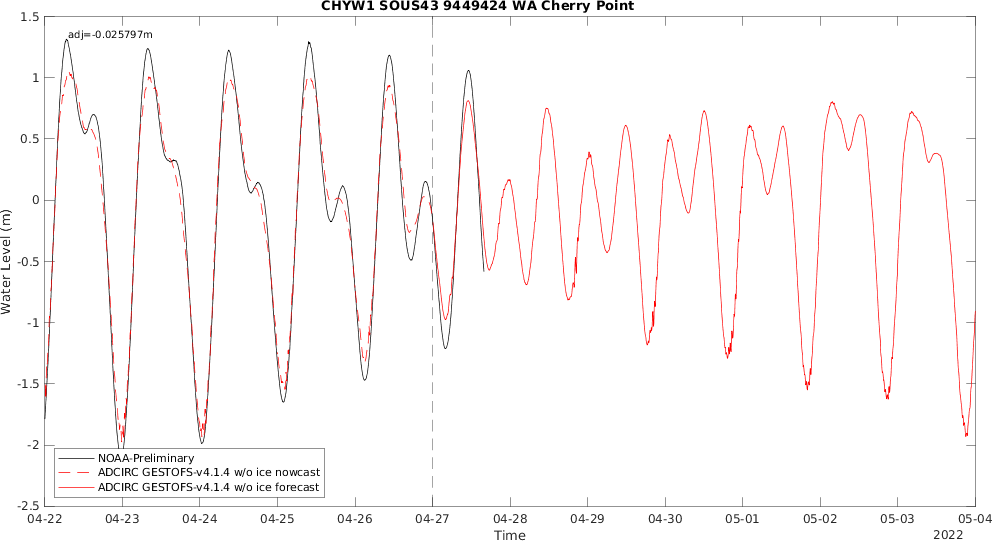 CHYW1 SOUS43 9449424 WA Cherry Point
adj=-0.025797m
Water Level (m)
1.5
1
0.5
0
-0.5
-1
-1.5
-2
-2.5
NOAA-Preliminary
ADCIRC GESTOFS-v4.1.4 w/o ice nowcast
ADCIRC GESTOFS-v4.1.4 w/o ice forecast
04-22 04-23 04-24 04-25 04-26 04-27 04-28 04-29 04-30 05-01 05-02 05-03 05-04
Time
2022